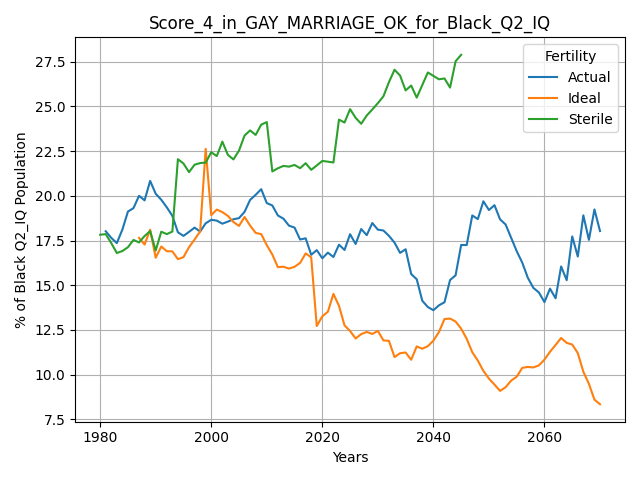 Score_4_in_GAY_MARRIAGE_OK_for_Black_Q2_IQ
% of Black Q2_IQ Population
27.5
25.0
22.5
20.0
17.5
15.0
12.5
10.0
7.5
Fertility
Actual
Ideal
Sterile
1980
2000
2020
2040
2060
Years